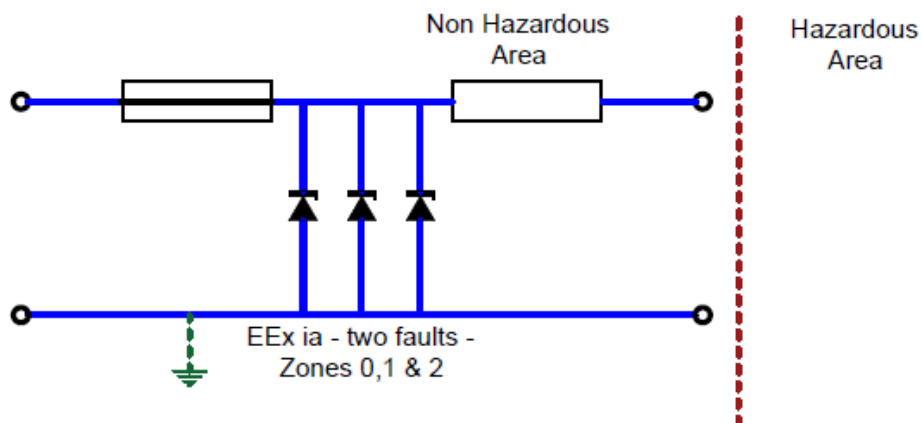 Non Hazardous
Area
Hazardous
Area
EEx ia - two faults -
Zones 0,1 & 2